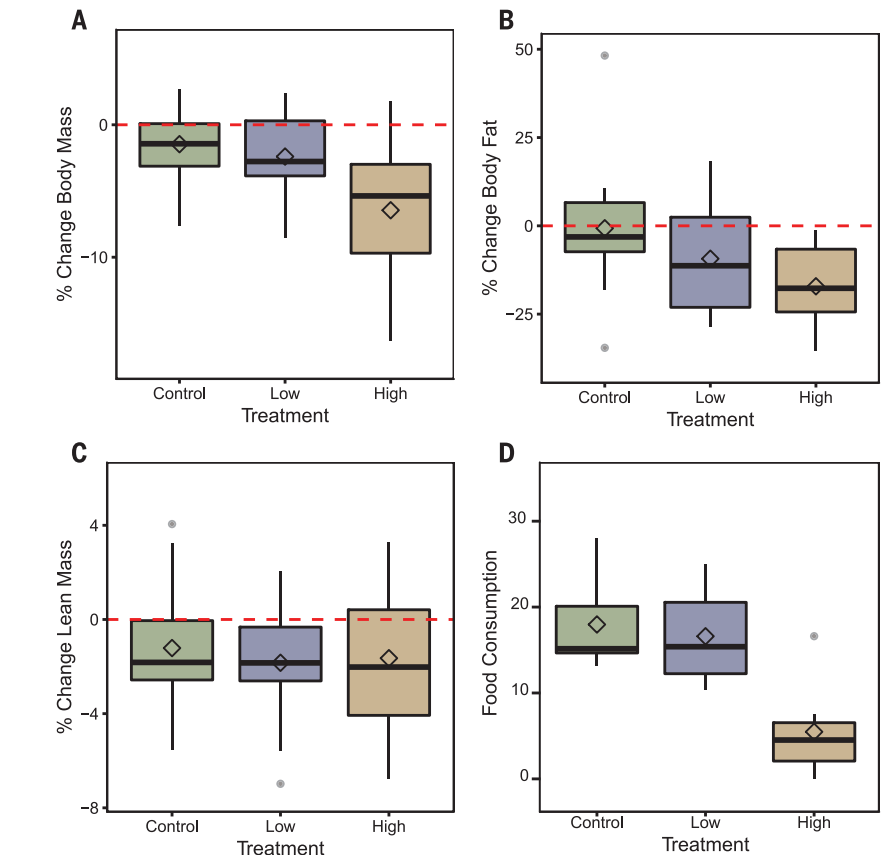 A
% Change Body Mass
0
−10
Control Low High
Treatment
B
% Change Body Fat
50
25
0
−25
Control Low High
Treatment
C
% Change Lean Mass
4
0
−4
−8
Control Low High
Treatment
D
Food Consumption
30
20
10
0
Control Low High
Treatment